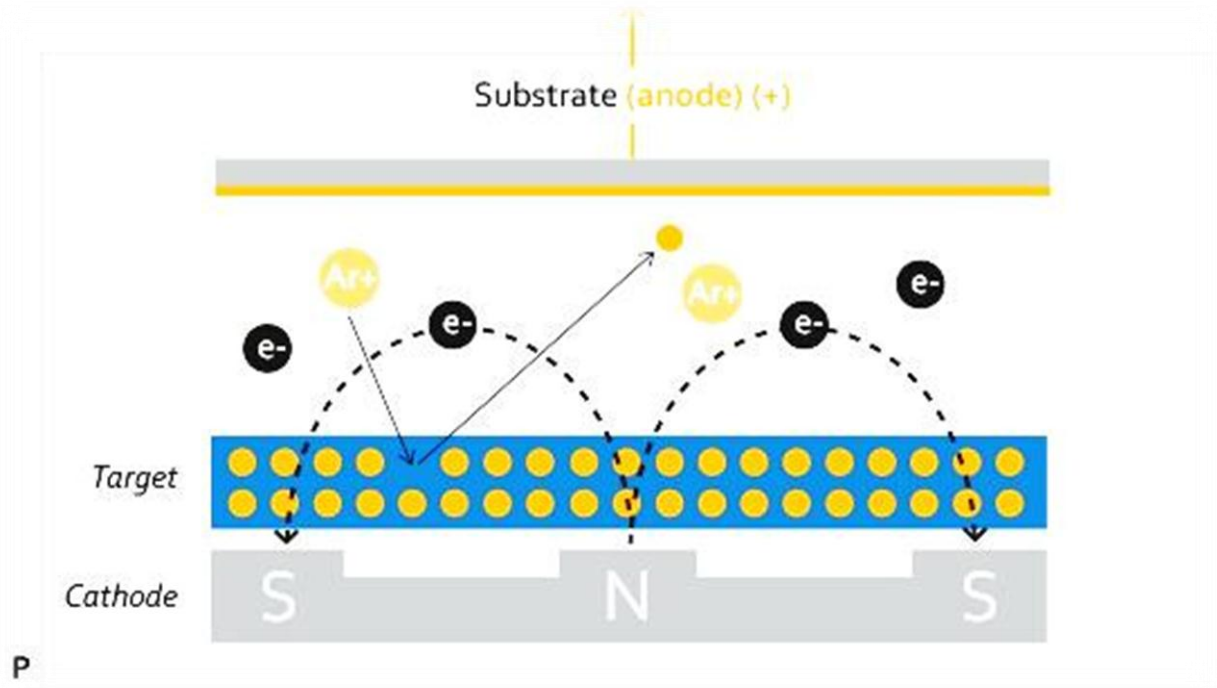 Substrate (anode) (+)
Ar+
Ar+
e-
e-
e-
e-
Target
Cathode
S
N
S
P